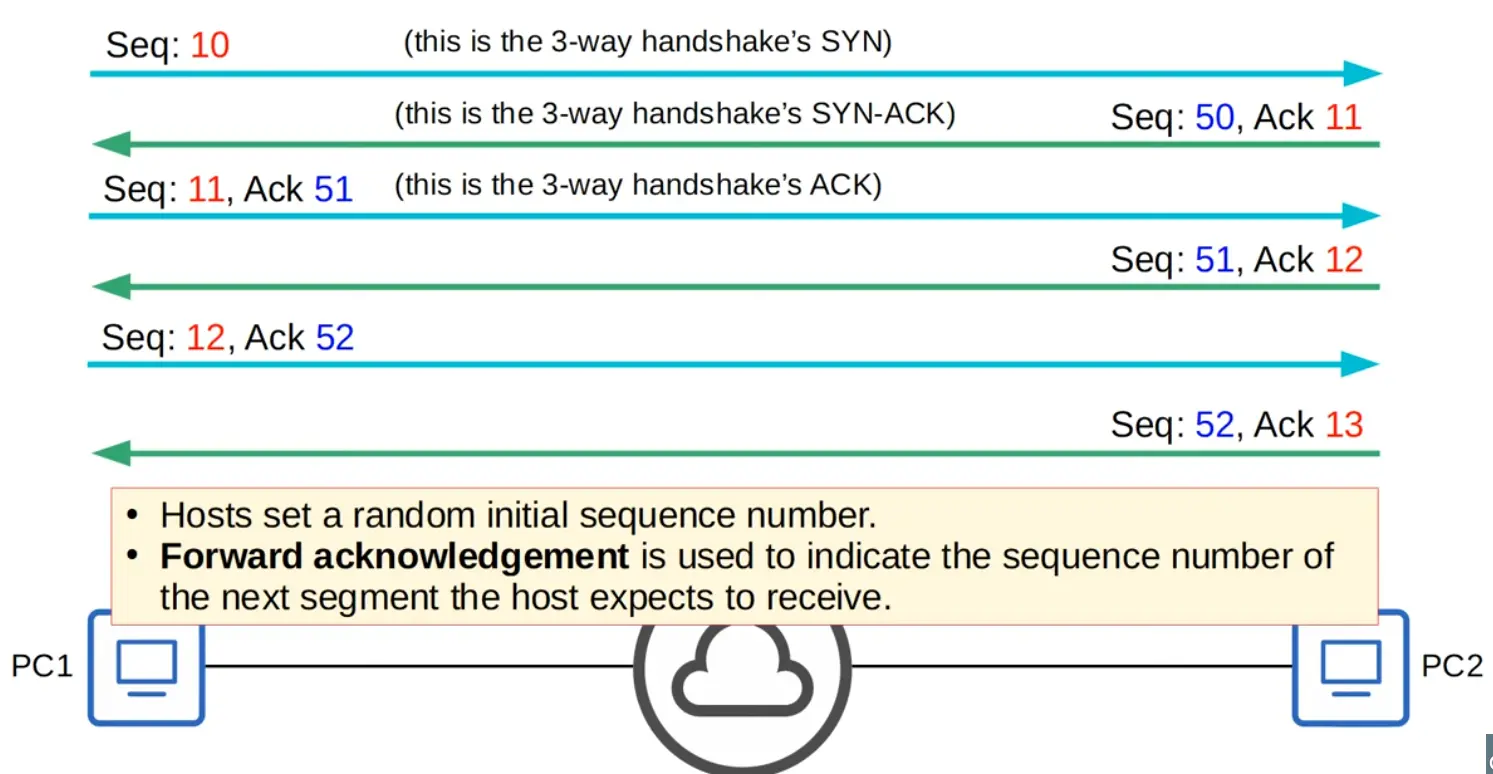 Seq: 10 (this is the 3-way handshake’s SYN)
(this is the 3-way handshake’s SYN-ACK) Seq: 50, Ack 11
Seq: 11, Ack 51 (this is the 3-way handshake’s ACK)
Seq: 51, Ack 12
Seq: 12, Ack 52
Seq: 52, Ack 13
• Hosts set a random initial sequence number.
• Forward acknowledgement is used to indicate the sequence number of
the next segment the host expects to receive.
PC1 PC2